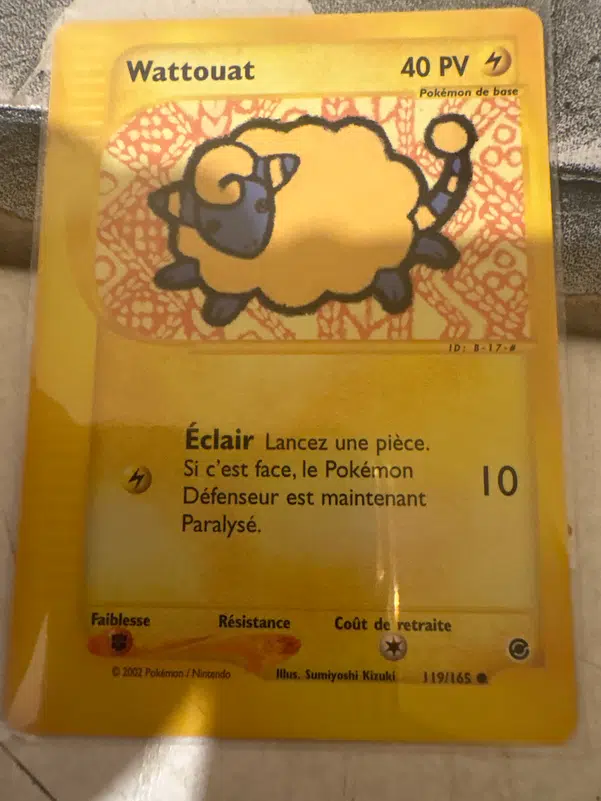 Wattouat 40 PV
Pokémon de base
ID: B-17-#
Éclair Lancez une pièce.
Si c'est face, le Pokémon
Défenseur est maintenant
Paralysé.
10
Faiblesse Résistance Coût de retraite
© 2002 Pokémon / Nintendo Illus. Sumiyoshi Kizuki 119/165